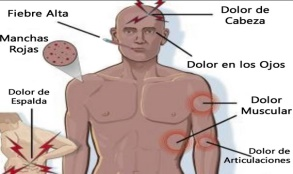 Fiebre Alta
Dolor de
Cabeza
Manchas
Rojas
Dolor en los Ojos
Dolor de
Espalda
Dolor
Muscular
Dolor de
Articulaciones